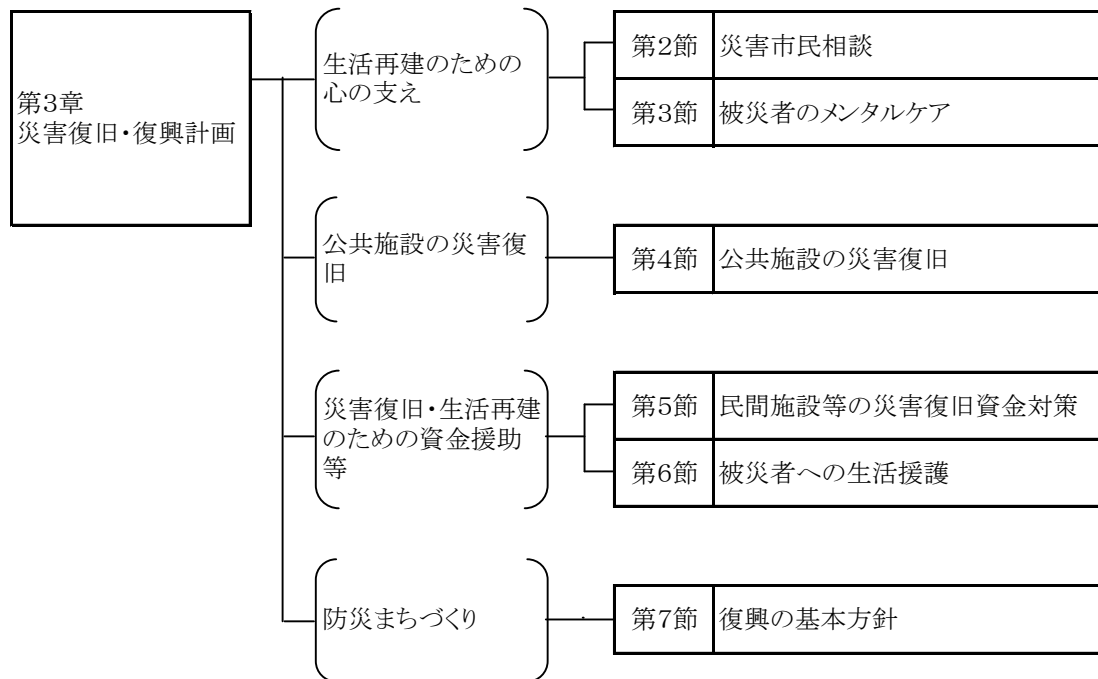 第3章
災害復旧・復興計画
生活再建のための
心の支え
第2節 災害市民相談
第3節 被災者のメンタルケア
公共施設の災害復
旧
第4節 公共施設の災害復旧
災害復旧・生活再建
のための資金援助
等
第5節 民間施設等の災害復旧資金対策
第6節 被災者への生活援護
防災まちづくり
第7節 復興の基本方針